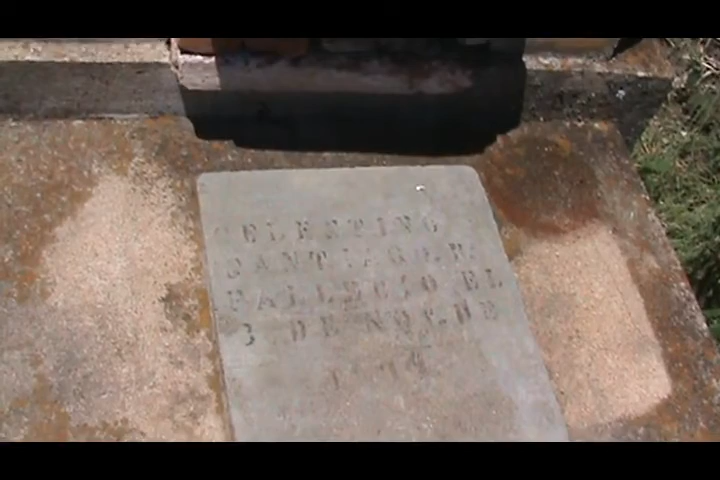 CELESTINO
SANTIAGO. R.
FALLECIO EL
3. DE NOV. DE